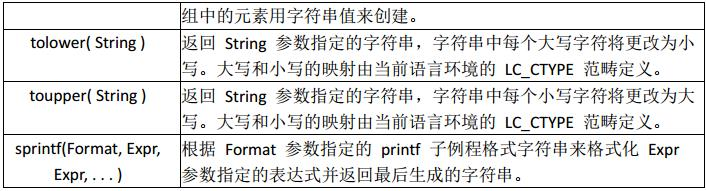 组中的元素用字符串值来创建。
tolower( String )
返回 String 参数指定的字符串，字符串中每个大写字符将更改为小
写。大写和小写的映射由当前语言环境的 LC_CTYPE 范畴定义。
toupper( String )
返回 String 参数指定的字符串，字符串中每个小写字符将更改为大
写。大写和小写的映射由当前语言环境的 LC_CTYPE 范畴定义。
sprintf(Format, Expr,
Expr, . . . )
根据 Format 参数指定的 printf 子例程格式字符串来格式化 Expr
参数指定的表达式并返回最后生成的字符串。